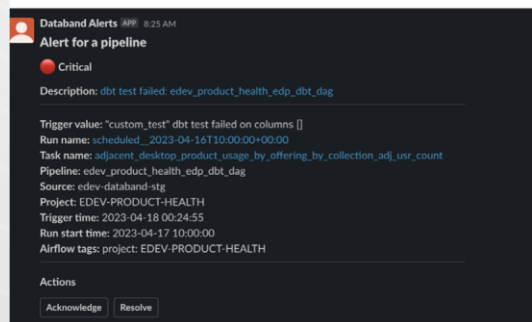 Databand Alerts APP 8:25 AM
Alert for a pipeline
Critical
Description: dbt test failed: edev_product_health_edp_dbt_dag
Trigger value: "custom_test" dbt test failed on columns []
Run name: scheduled__2023-04-16T10:00:00+00:00
Task name: adjacent_desktop_product_usage_by_offering_by_collection_adj_usr_count
Pipeline: edev_product_health_edp_dbt_dag
Source: edev-databand-stg
Project: EDEV-PRODUCT-HEALTH
Trigger time: 2023-04-18 00:24:55
Run start time: 2023-04-17 10:00:00
Airflow tags: project: EDEV-PRODUCT-HEALTH
Actions
Acknowledge Resolve